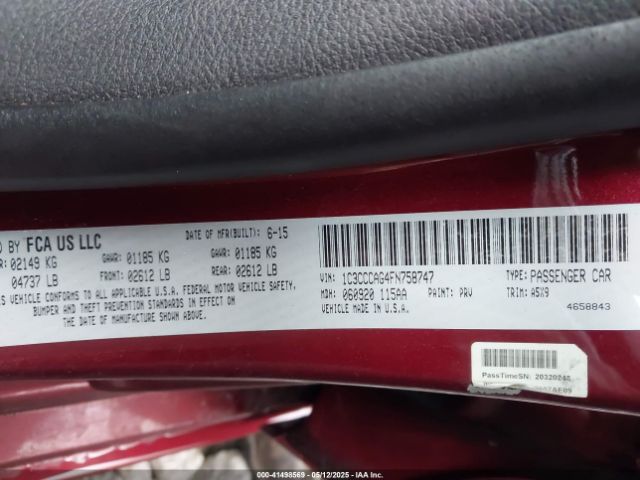 D BY FCA US LLC DATE OF MFR(BUILT): 6-15
R: 02149 KG GAWR: 01185 KG GAWR: 01185 KG
04737 LB FRONT: 02612 LB REAR: 02612 LB
IS VEHICLE CONFORMS TO ALL APPLICABLE U.S.A. FEDERAL MOTOR VEHICLE SAFETY,
BUMPER AND THEFT PREVENTION STANDARDS IN EFFECT ON
THE DATE OF MANUFACTURE SHOWN ABOVE.
VIN: 1C3CCCAG4FN758747 TYPE: PASSENGER CAR
MDH: 060920 115AA PAINT: PRV TRIM: A5X9
VEHICLE MADE IN U.S.A. 4658843
PassTimeSN: 20320248
000-41498569 - 05/12/2025 - IAA Inc.